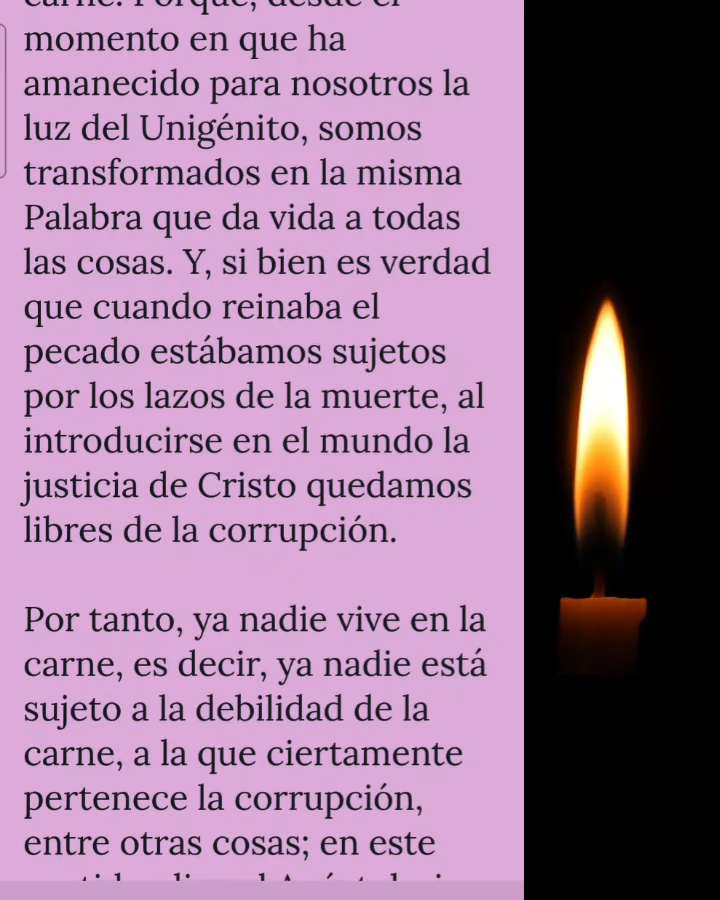 carne. Porque, desde el
momento en que ha
amanecido para nosotros la
luz del Unigénito, somos
transformados en la misma
Palabra que da vida a todas
las cosas. Y, si bien es verdad
que cuando reinaba el
pecado estábamos sujetos
por los lazos de la muerte, al
introducirse en el mundo la
justicia de Cristo quedamos
libres de la corrupción.
Por tanto, ya nadie vive en la
carne, es decir, ya nadie está
sujeto a la debilidad de la
carne, a la que ciertamente
pertenece la corrupción,
entre otras cosas; en este